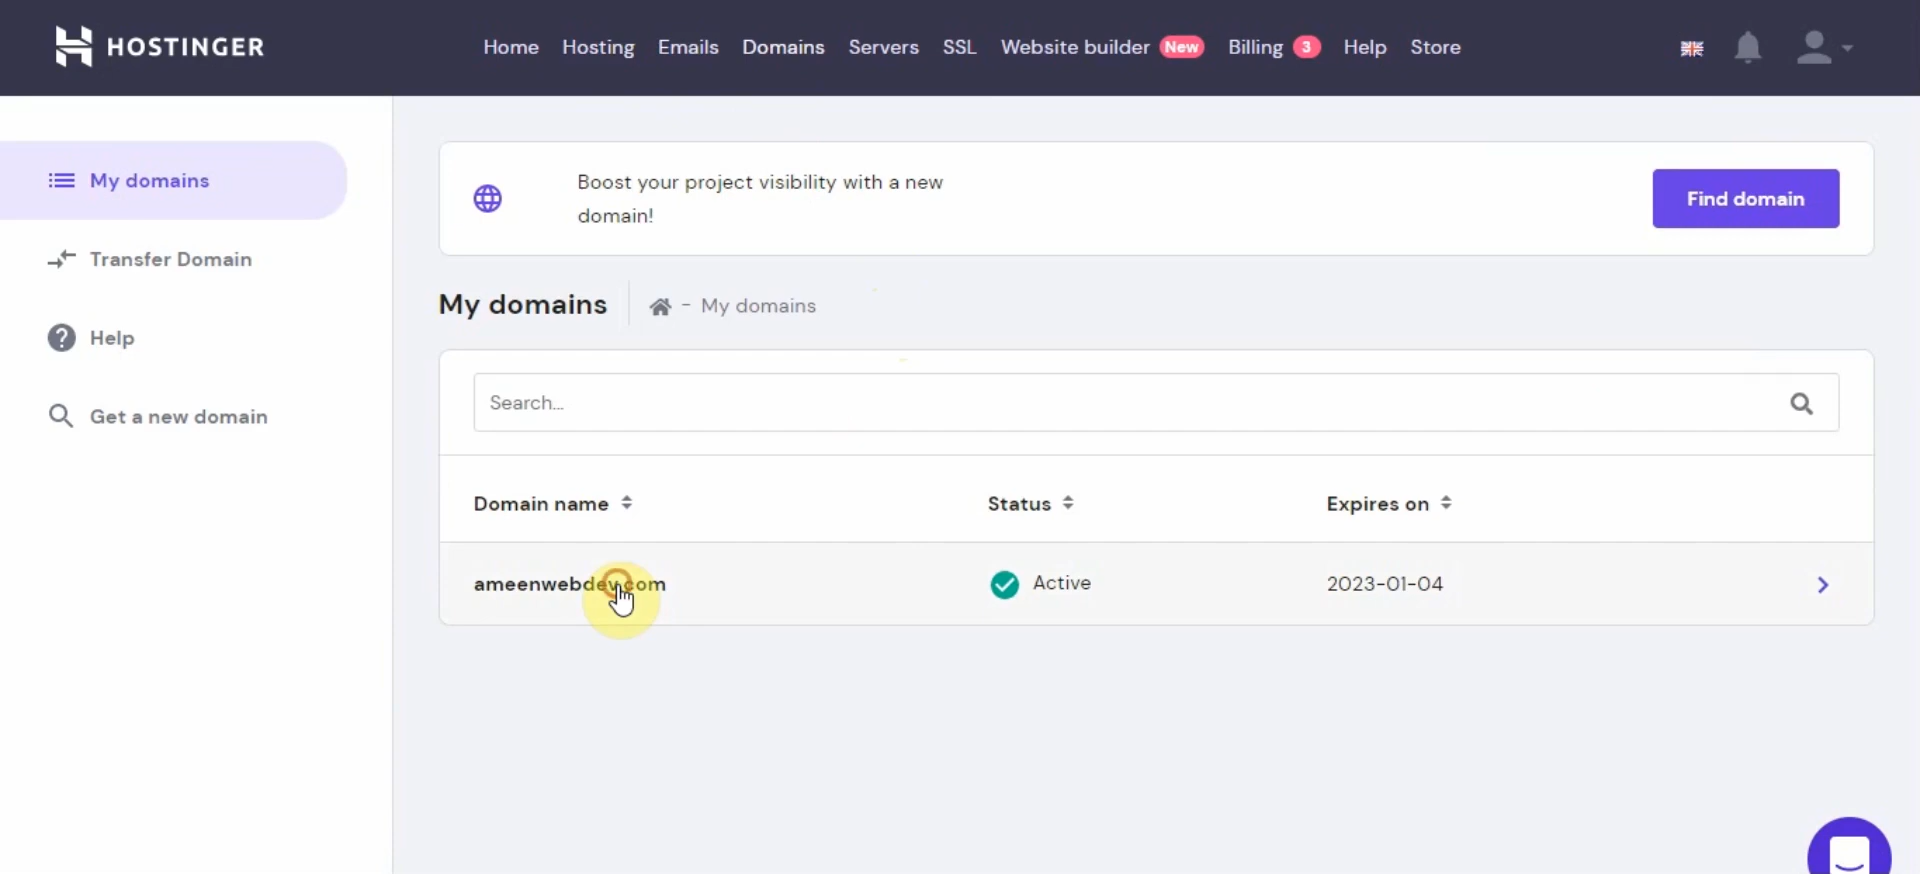 HOSTINGER
Home Hosting Emails Domains Servers SSL Website builder New Billing 3 Help Store
My domains
Transfer Domain
Help
Get a new domain
Boost your project visibility with a new
domain!
Find domain
My domains - My domains
Search...
Domain name Status Expires on
ameenwebdev.com Active 2023-01-04